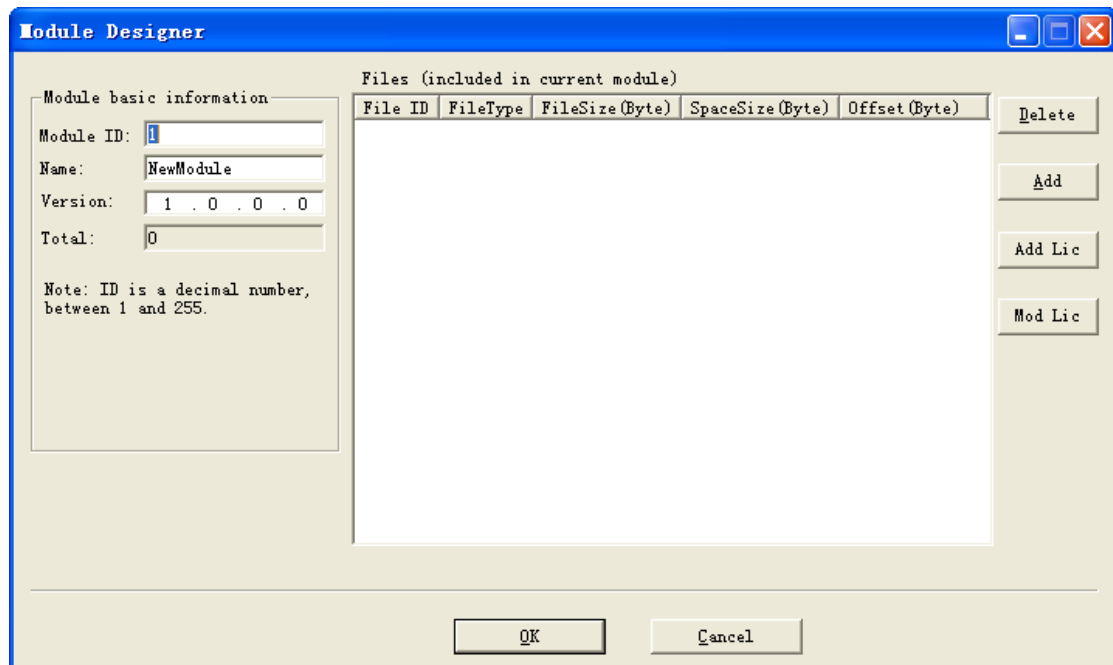 Module Designer
Files (included in current module)
Module basic information
File ID FileType FileSize(Byte) SpaceSize(Byte) Offset(Byte)
Delete
Module ID: 1
Name: NewModule
Add
Version: 1 . 0 . 0 . 0
Total: 0
Add Lic
Note: ID is a decimal number,
between 1 and 255.
Mod Lic
OK Cancel